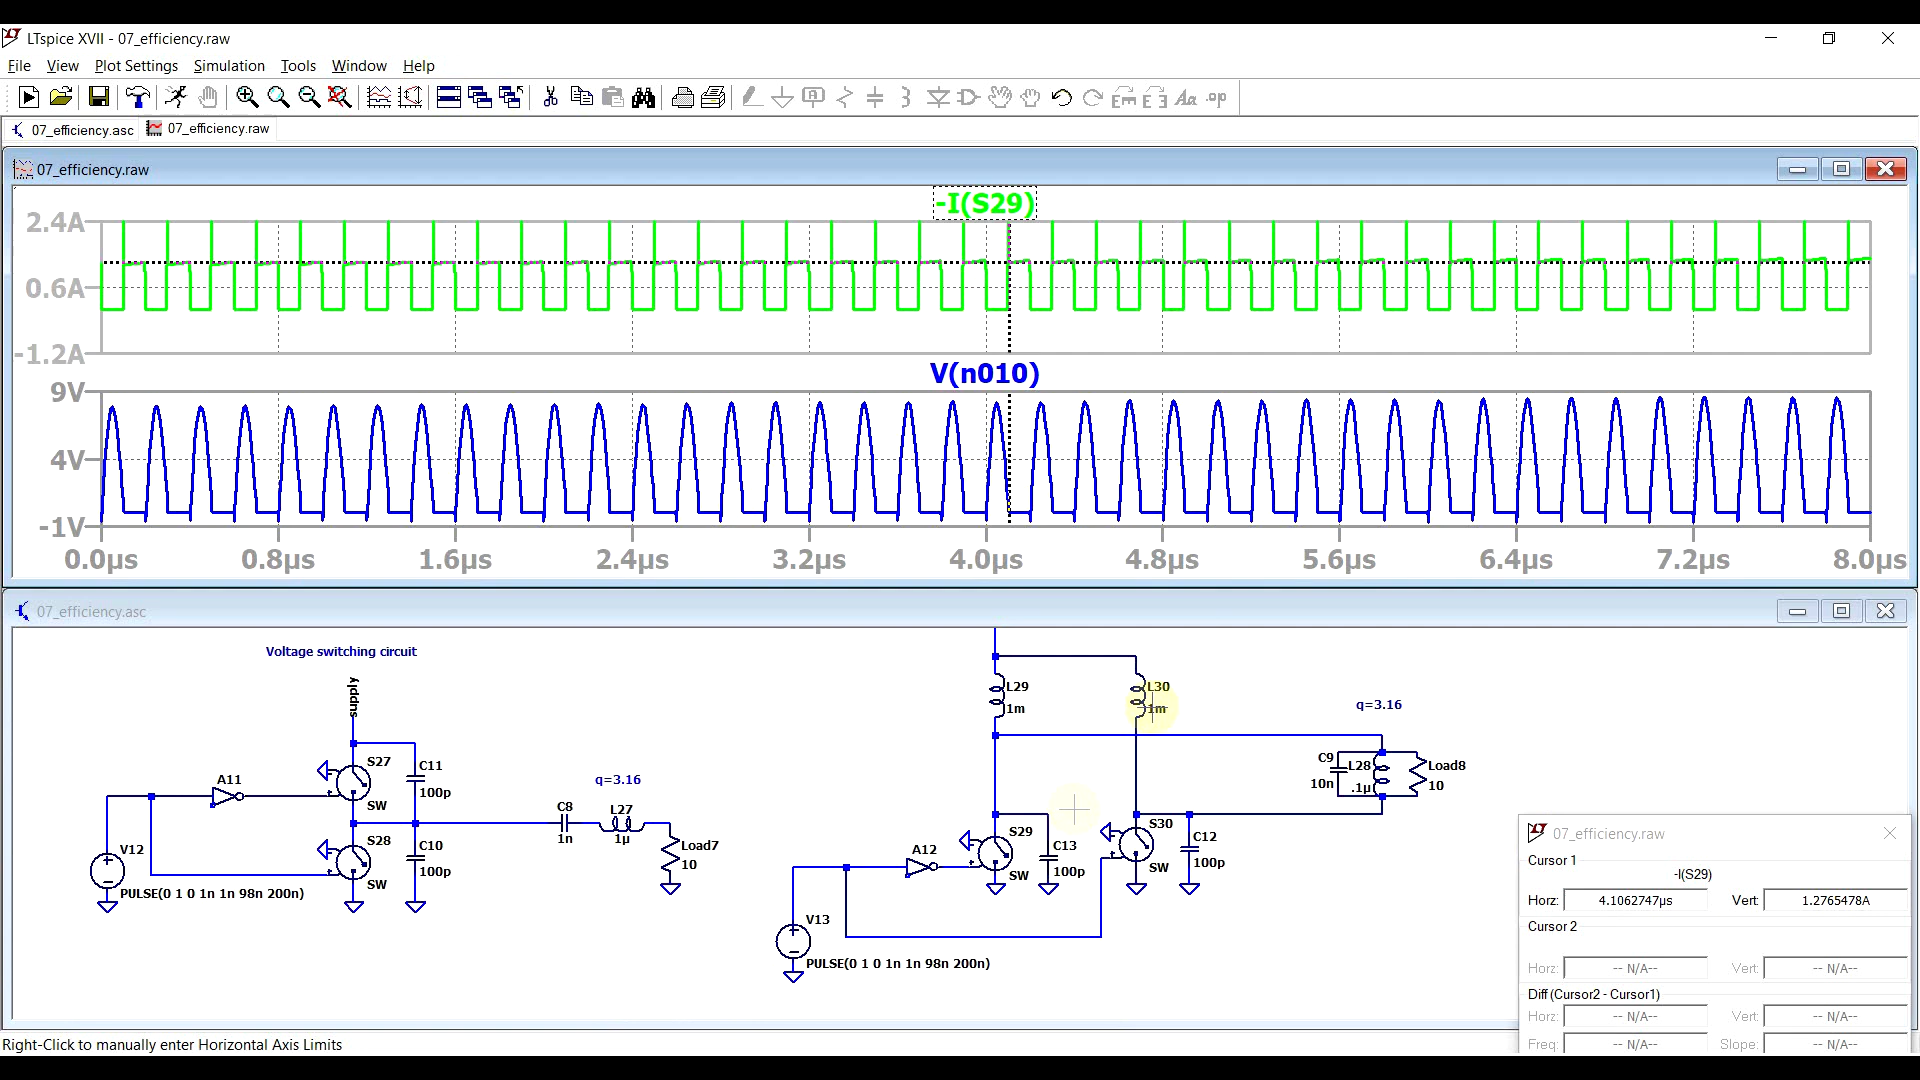 LTspice XVII - 07_efficiency.raw
File View Plot Settings Simulation Tools Window Help
07_efficiency.asc 07_efficiency.raw
07_efficiency.raw
-I(S29)
2.4A
0.6A
-1.2A
V(n010)
9V
4V
-1V
0.0µs 0.8µs 1.6µs 2.4µs 3.2µs 4.0µs 4.8µs 5.6µs 6.4µs 7.2µs 8.0µs
07_efficiency.asc
Voltage switching circuit
supply
S27
SW
C11
100p
A11
S28
SW
C10
100p
V12
PULSE(0 1 0 1n 1n 98n 200n)
C8
1n
q=3.16
L27
1µ
Load7
10
L29
1m
L30
1m
q=3.16
C9
10n
L28
.1µ
Load8
10
A12
S29
SW
C13
100p
S30
SW
C12
100p
V13
PULSE(0 1 0 1n 1n 98n 200n)
07_efficiency.raw
Cursor 1
-I(S29)
Horz: 4.1062747µs Vert: 1.2765478A
Cursor 2
Horz: -- N/A-- Vert: -- N/A--
Diff (Cursor2 - Cursor1)
Horz: -- N/A-- Vert: -- N/A--
Freq: -- N/A-- Slope: -- N/A--
Right-Click to manually enter Horizontal Axis Limits